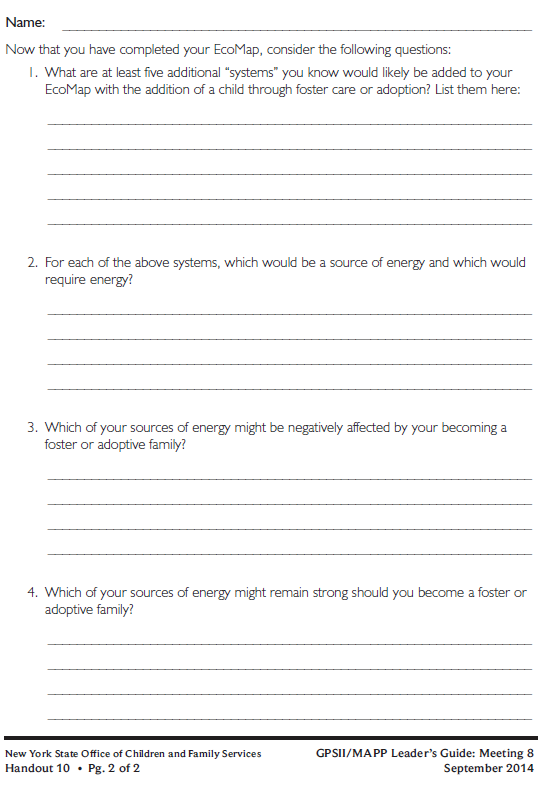 Name:
Now that you have completed your EcoMap, consider the following questions:
1. What are at least five additional “systems” you know would likely be added to your
EcoMap with the addition of a child through foster care or adoption? List them here:
2. For each of the above systems, which would be a source of energy and which would
require energy?
3. Which of your sources of energy might be negatively affected by your becoming a
foster or adoptive family?
4. Which of your sources of energy might remain strong should you become a foster or
adoptive family?
New York State Office of Children and Family Services
Handout 10 • Pg. 2 of 2
GPSII/MAPP Leader’s Guide: Meeting 8
September 2014